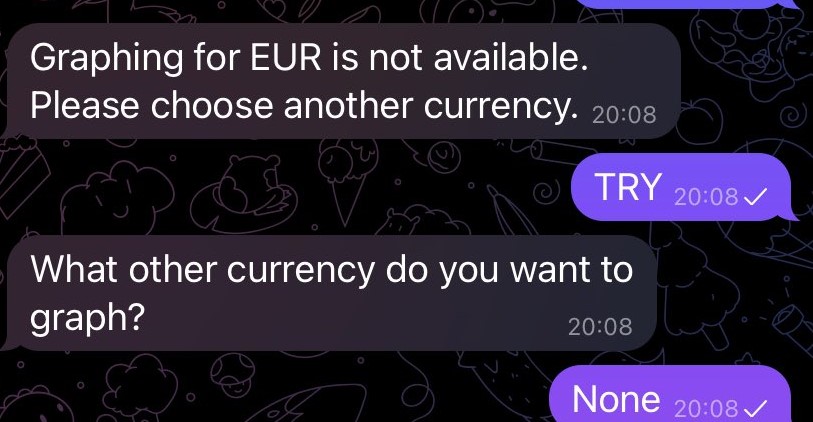 Graphing for EUR is not available.
Please choose another currency. 20:08
TRY 20:08
What other currency do you want to
graph? 20:08
None 20:08